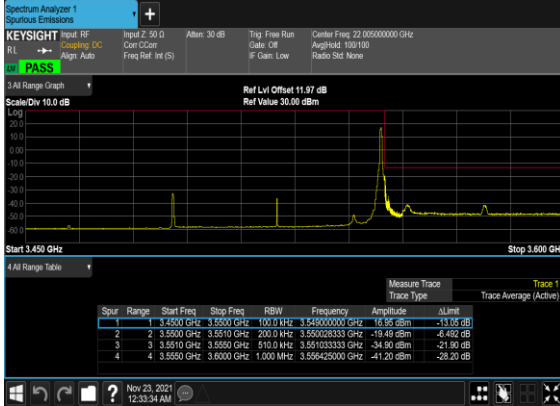 Spectrum Analyzer 1
Spurious Emissions
+
KEYSIGHT Input: RF Input Z: 50 Ω Atten: 30 dB Trig: Free Run Center Freq: 22.005000000 GHz
RL Coupling: DC Corr CCorr Gate: Off Avg|Hold: 100/100
Align: Auto Freq Ref: Int (S) IF Gain: Low Radio Std: None
LXI PASS
3 All Range Graph
Ref Lvl Offset 11.97 dB
Scale/Div 10.0 dB Ref Value 30.00 dBm
Log
20.0
10.0
0.00
-10.0
-20.0
-30.0
-40.0
-50.0
-60.0
Start 3.450 GHz Stop 3.600 GH
4 All Range Table
Measure Trace Trace 1
Trace Type Trace Average (Active)
Spur Range Start Freq Stop Freq RBW Frequency Amplitude ΔLimit
1 1 3.4500 GHz 3.5500 GHz 100.0 kHz 3.549000000 GHz 16.95 dBm -13.05 dB
2 2 3.5500 GHz 3.5510 GHz 200.0 kHz 3.550028333 GHz -19.49 dBm -6.492 dB
3 3 3.5510 GHz 3.5550 GHz 510.0 kHz 3.551033333 GHz -34.90 dBm -21.90 dB
4 4 3.5550 GHz 3.6000 GHz 1.000 MHz 3.556425000 GHz -41.20 dBm -28.20 dB
? Nov 23, 2021
12:33:34 AM